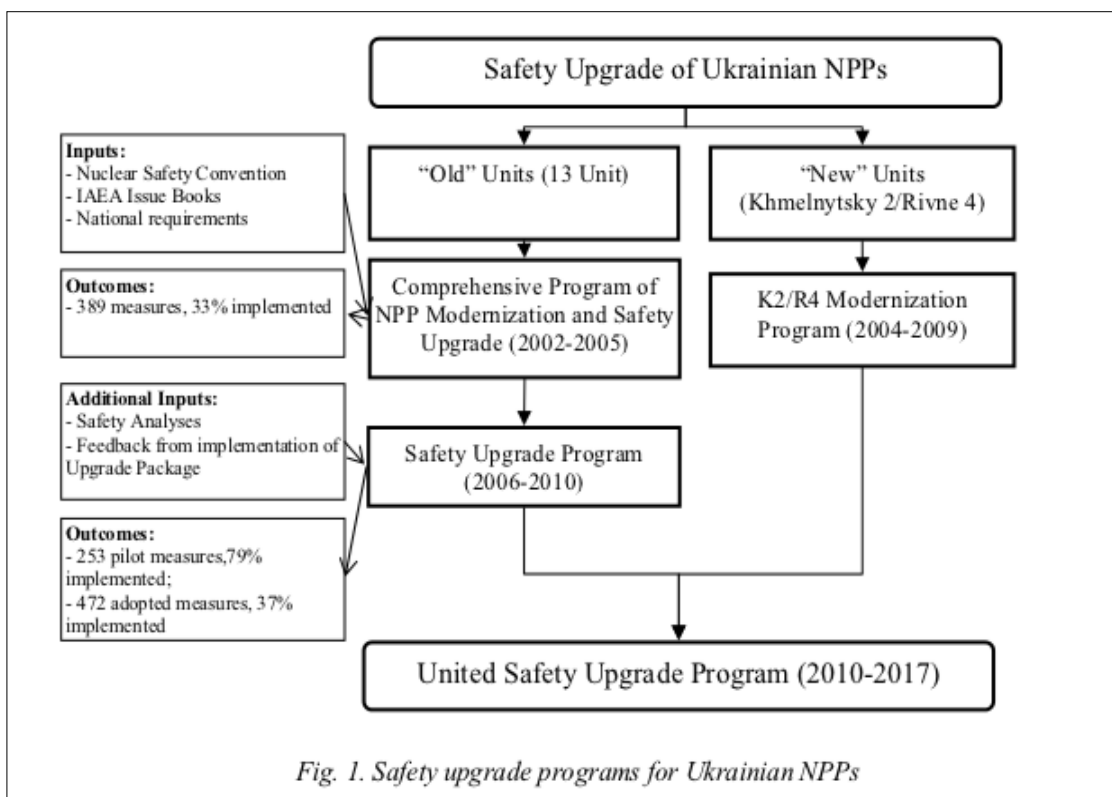 Safety Upgrade of Ukrainian NPPs
Inputs:
- Nuclear Safety Convention
- IAEA Issue Books
- National requirements
"Old" Units (13 Unit)
"New" Units
(Khmelnytsky 2/Rivne 4)
Outcomes:
- 389 measures, 33% implemented
Comprehensive Program of
NPP Modernization and Safety
Upgrade (2002-2005)
K2/R4 Modernization
Program (2004-2009)
Additional Inputs:
- Safety Analyses
- Feedback from implementation of
Upgrade Package
Safety Upgrade Program
(2006-2010)
Outcomes:
- 253 pilot measures,79%
implemented;
- 472 adopted measures, 37%
implemented
United Safety Upgrade Program (2010-2017)
Fig. 1. Safety upgrade programs for Ukrainian NPPs